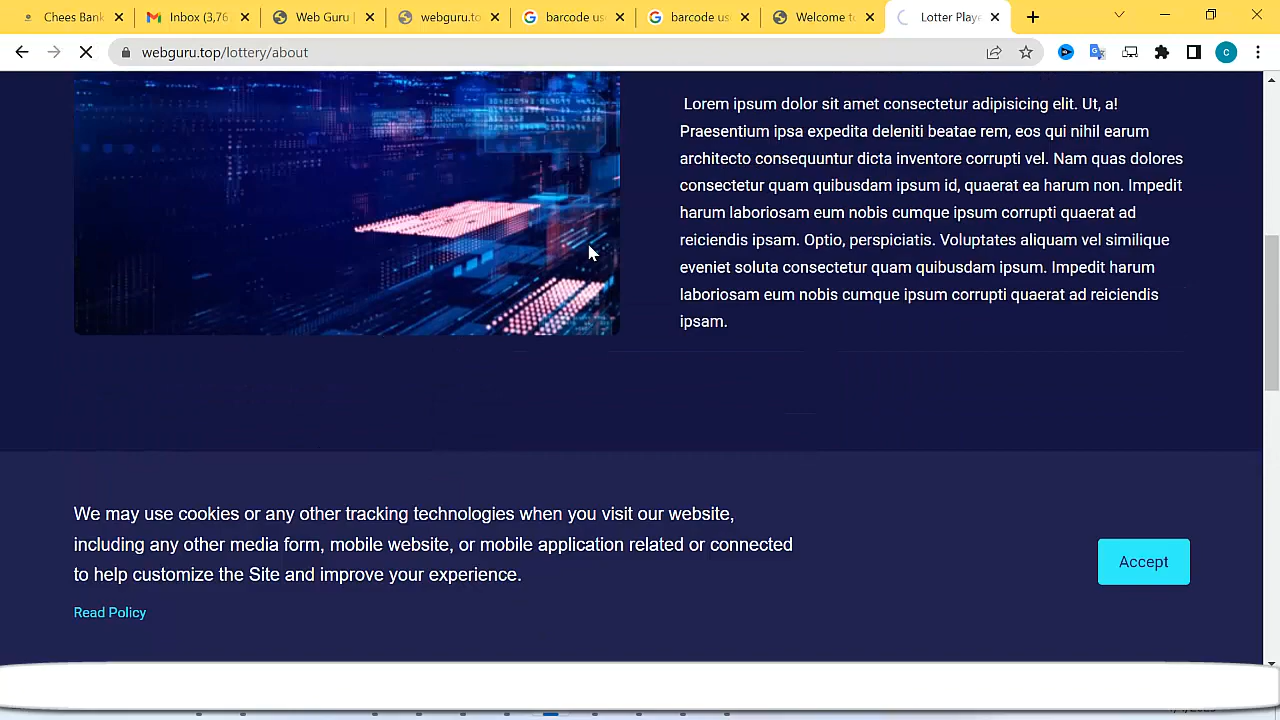 Chees Bank
Inbox (3,76
Web Guru |
webguru.to
barcode us
barcode us
Welcome to
Lotter Playe
webguru.top/lottery/about
C
Lorem ipsum dolor sit amet consectetur adipisicing elit. Ut, a!
Praesentium ipsa expedita deleniti beatae rem, eos qui nihil earum
architecto consequuntur dicta inventore corrupti vel. Nam quas dolores
consectetur quam quibusdam ipsum id, quaerat ea harum non. Impedit
harum laboriosam eum nobis cumque ipsum corrupti quaerat ad
reiciendis ipsam. Optio, perspiciatis. Voluptates aliquam vel similique
eveniet soluta consectetur quam quibusdam ipsum. Impedit harum
laboriosam eum nobis cumque ipsum corrupti quaerat ad reiciendis
ipsam.
We may use cookies or any other tracking technologies when you visit our website,
including any other media form, mobile website, or mobile application related or connected
to help customize the Site and improve your experience.
Accept
Read Policy